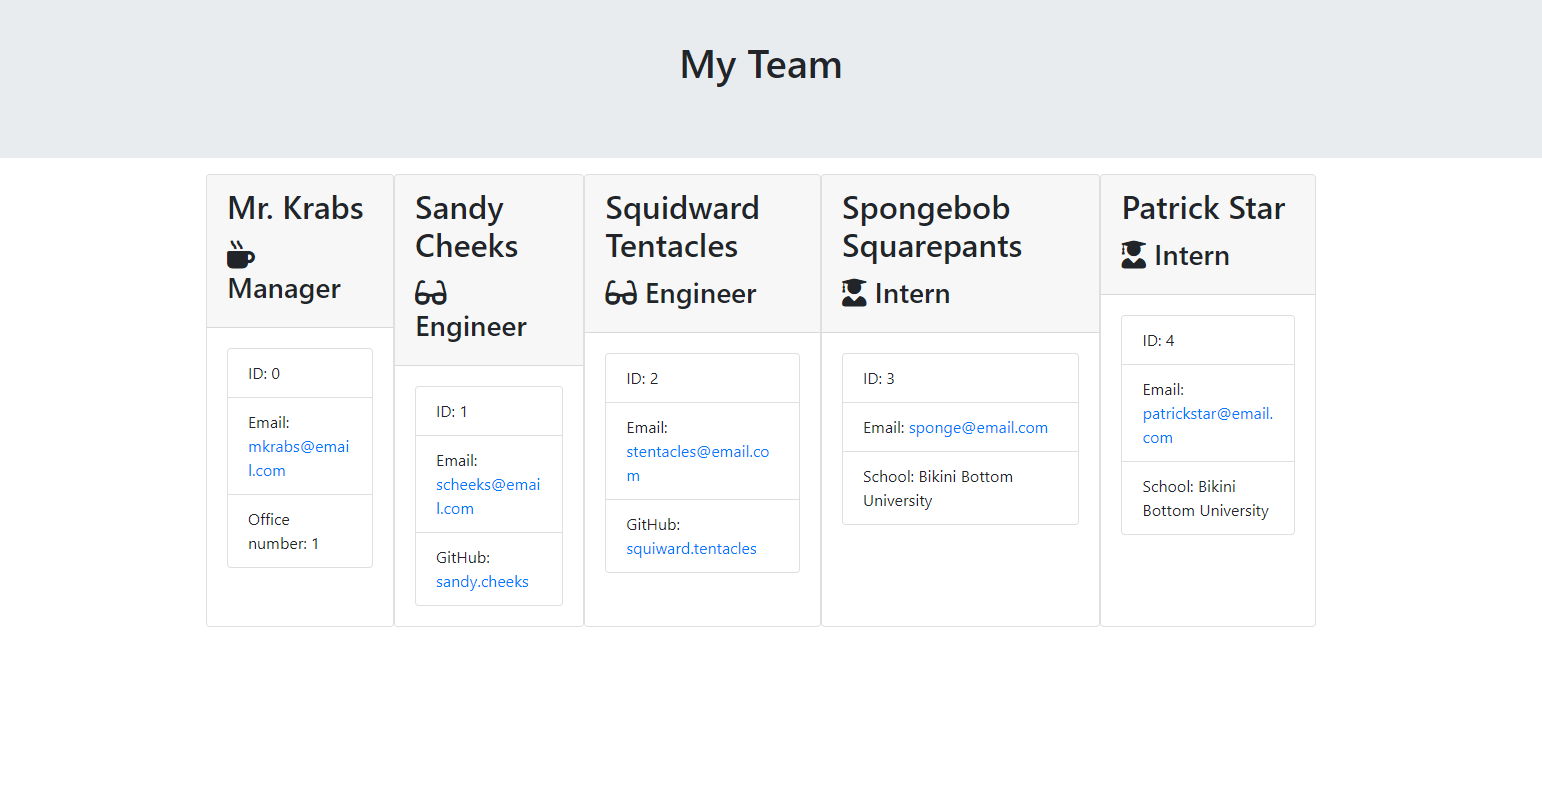 My Team
Mr. Krabs
Manager
ID: 0
Email:
mkrabs@emai
l.com
Office
number: 1
Sandy
Cheeks
Engineer
ID: 1
Email:
scheeks@emai
l.com
GitHub:
sandy.cheeks
Squidward
Tentacles
Engineer
ID: 2
Email:
stentacles@email.co
m
GitHub:
squiward.tentacles
Spongebob
Squarepants
Intern
ID: 3
Email: sponge@email.com
School: Bikini Bottom
University
Patrick Star
Intern
ID: 4
Email:
patrickstar@email.
com
School: Bikini
Bottom University